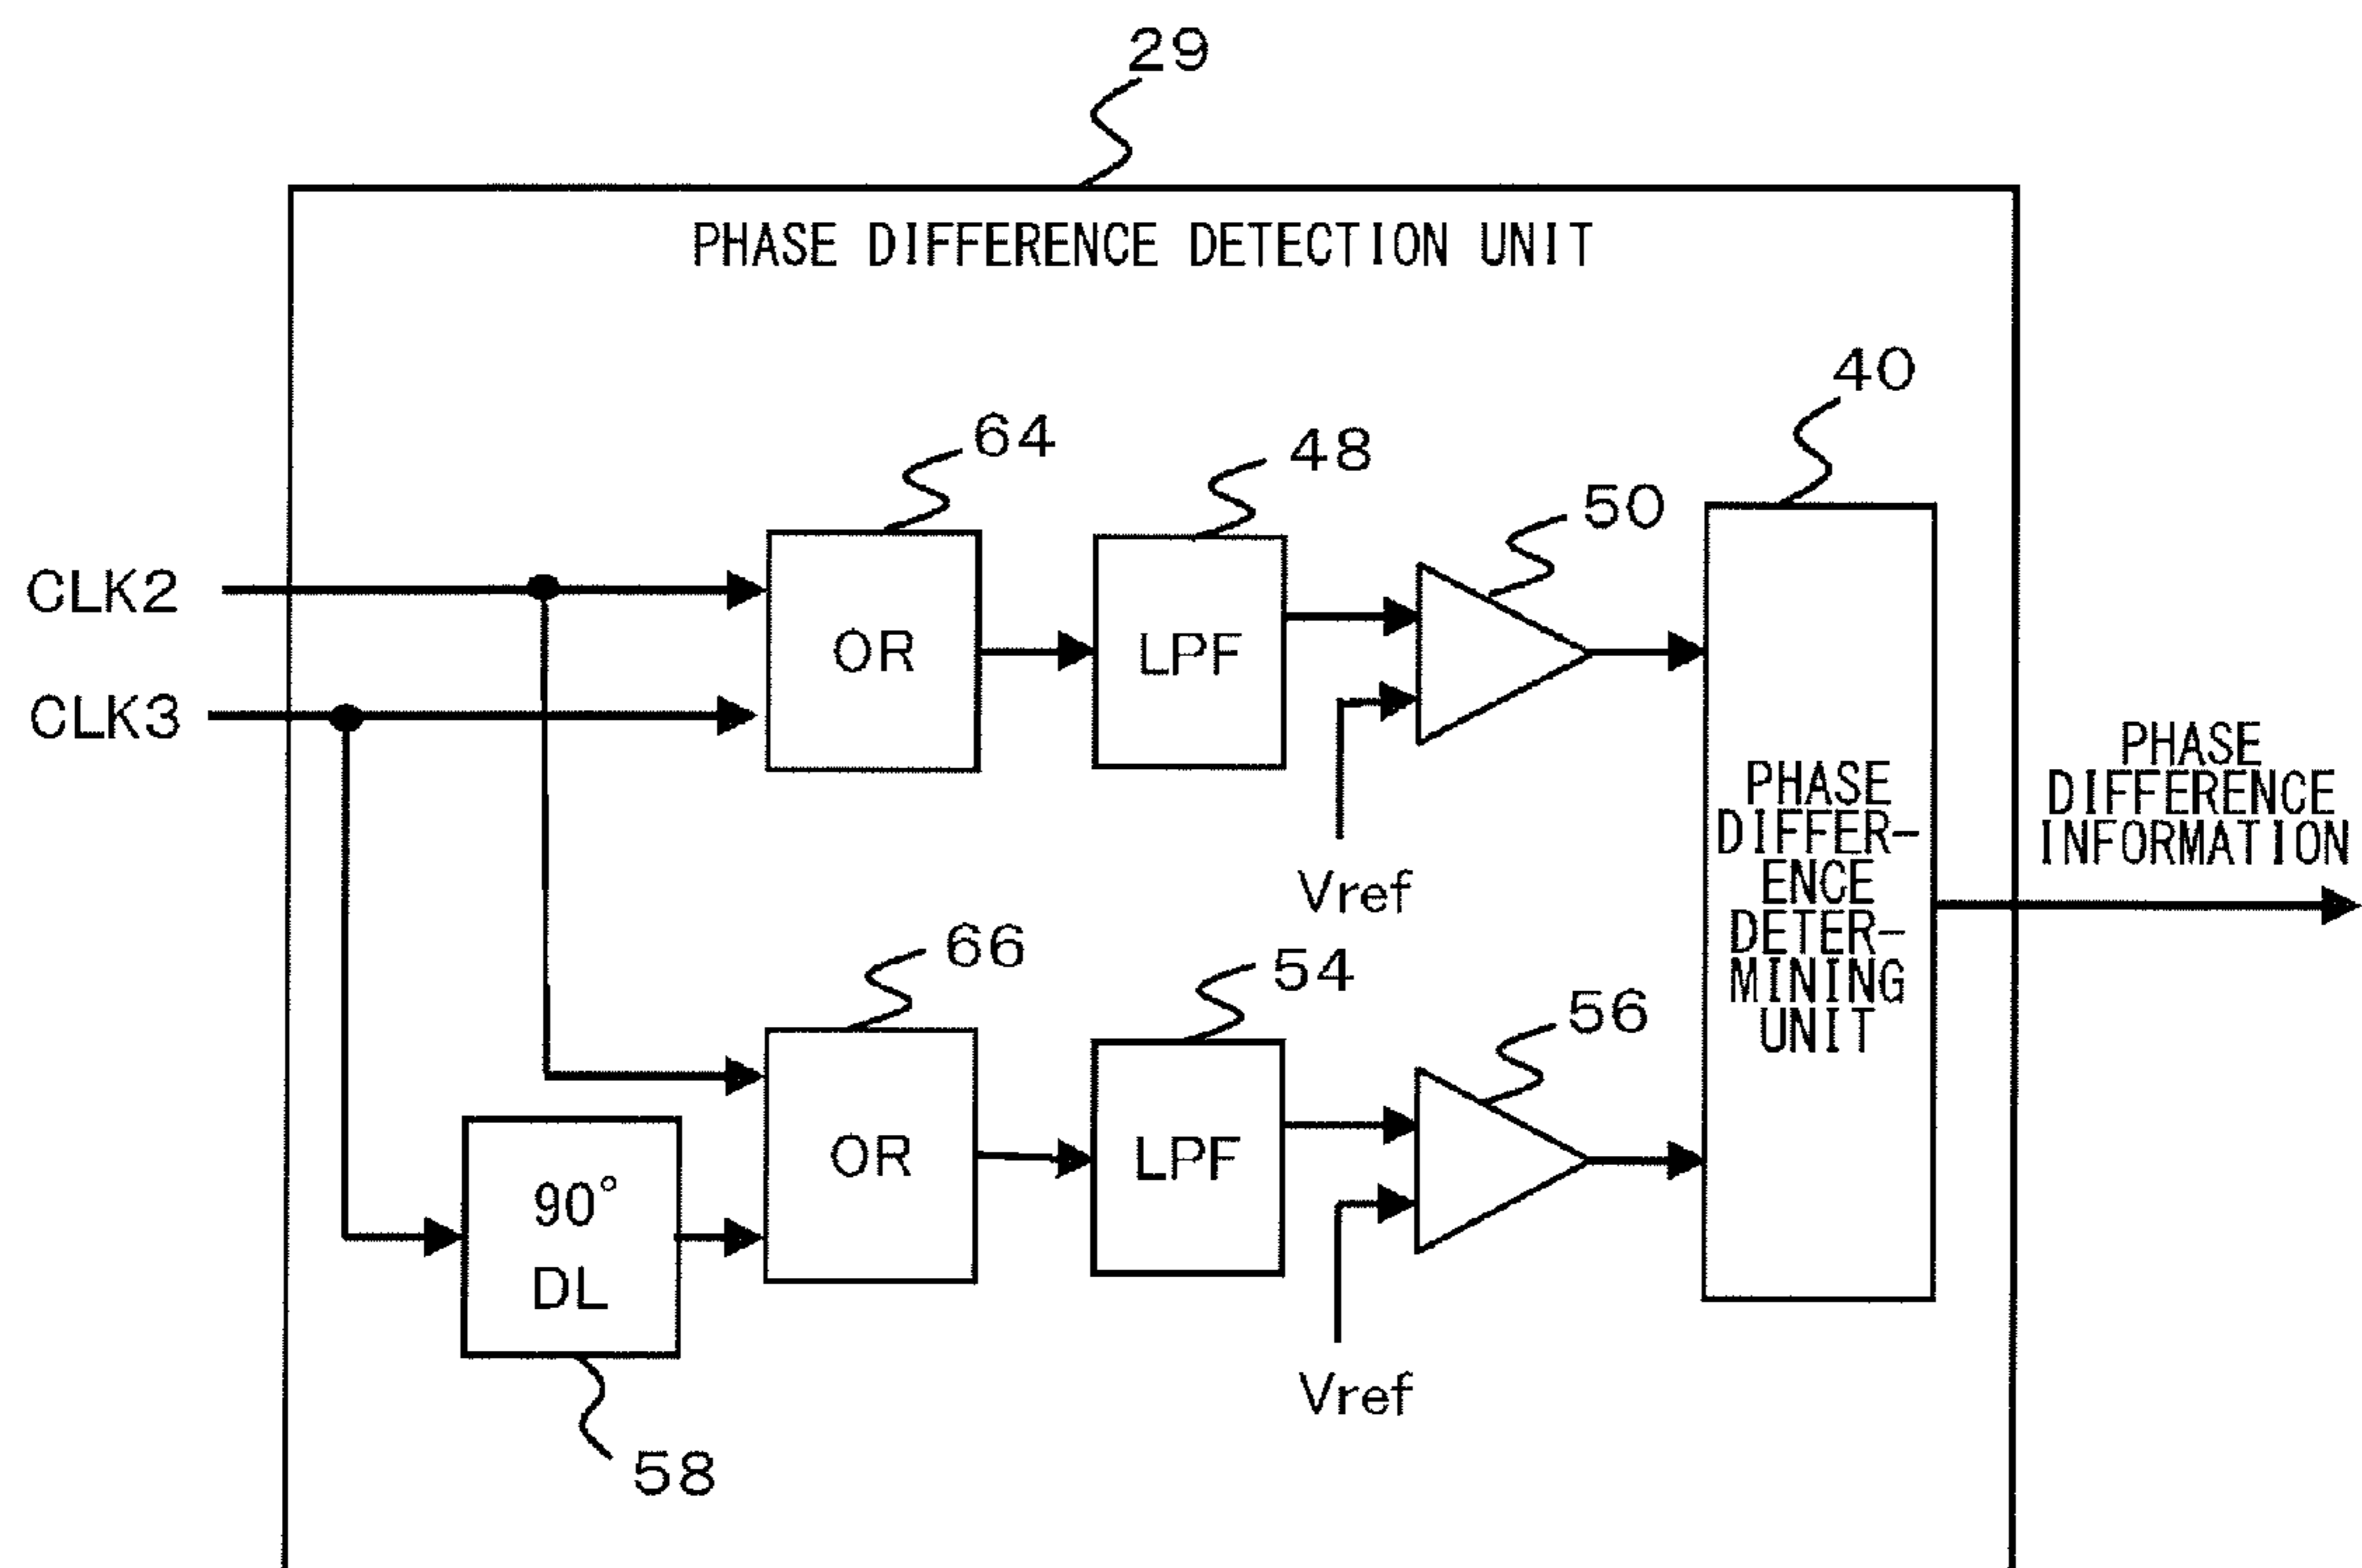 29
PHASE DIFFERENCE DETECTION UNIT
40
64
48
50
CLK2
OR
LPF
CLK3
PHASE
DIFFERENCE
INFORMATION
PHASE
DIFFER-
ENCE
DETER-
MINING
UNIT
Vref
66
54
56
OR
LPF
90°
DL
Vref
58